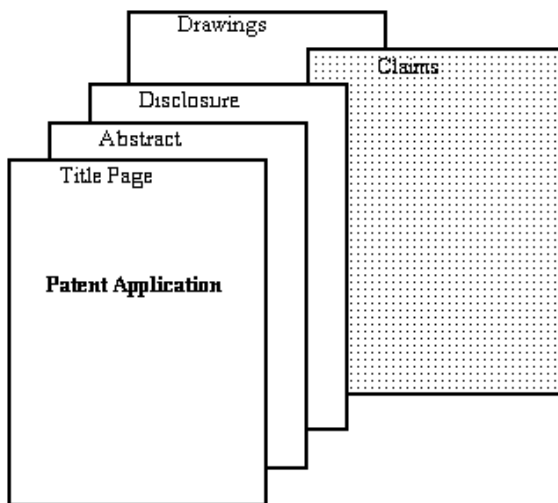 Drawings
Claims
Disclosure
Abstract
Title Page
Patent Application